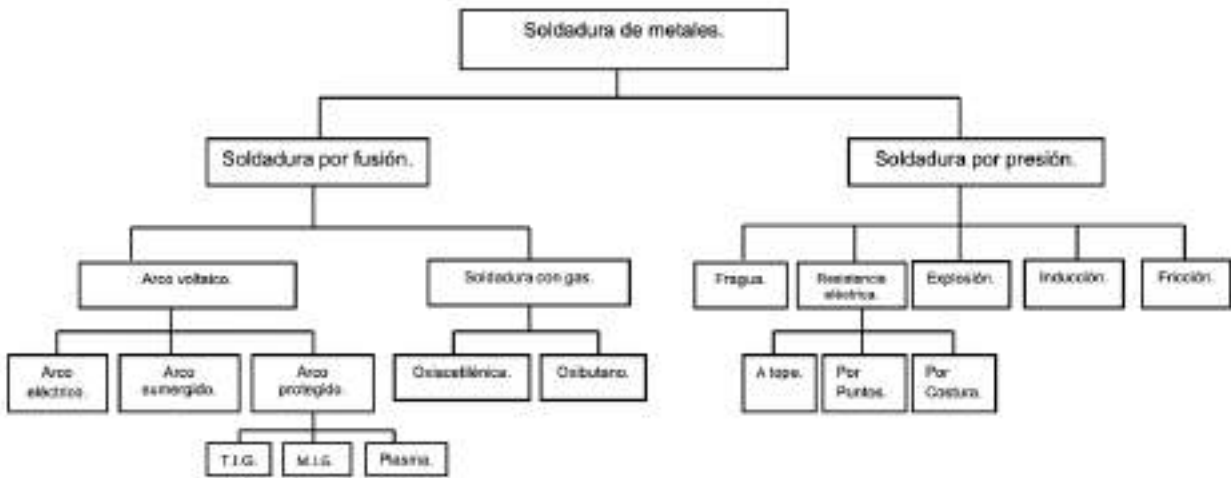 Soldadura de metales.
Soldadura por fusión.
Soldadura por presión.
Arco voltaico.
Soldadura con gas.
Fragua.
Resistencia
eléctrica.
Explosión.
Inducción.
Fricción.
Arco
eléctrico.
Arco
sumergido.
Arco
protegido.
Oxiacetilénica.
Oxibutano.
A tope.
Por
Puntos.
Por
Costura.
T.I.G.
M.I.G.
Plasma.